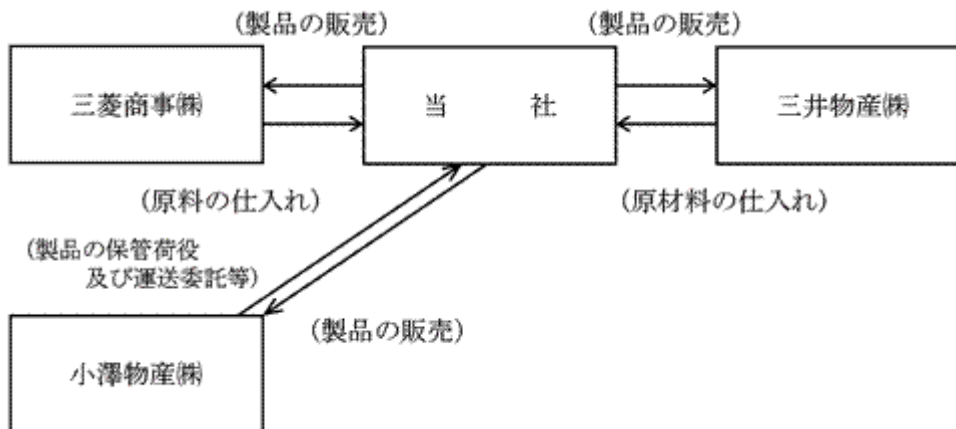 (製品の販売)
(製品の販売)
三菱商事㈱
当 社
三井物産㈱
(原料の仕入れ)
(原材料の仕入れ)
(製品の保管荷役
及び運送委託等)
(製品の販売)
小澤物産㈱